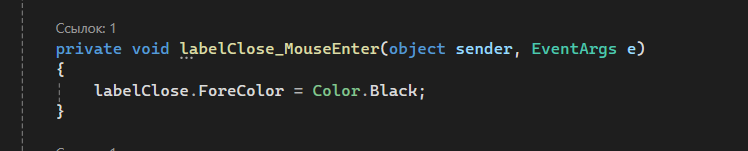 Ссылок: 1
private void labelClose_MouseEnter(object sender, EventArgs e)
{
labelClose.ForeColor = Color.Black;
}